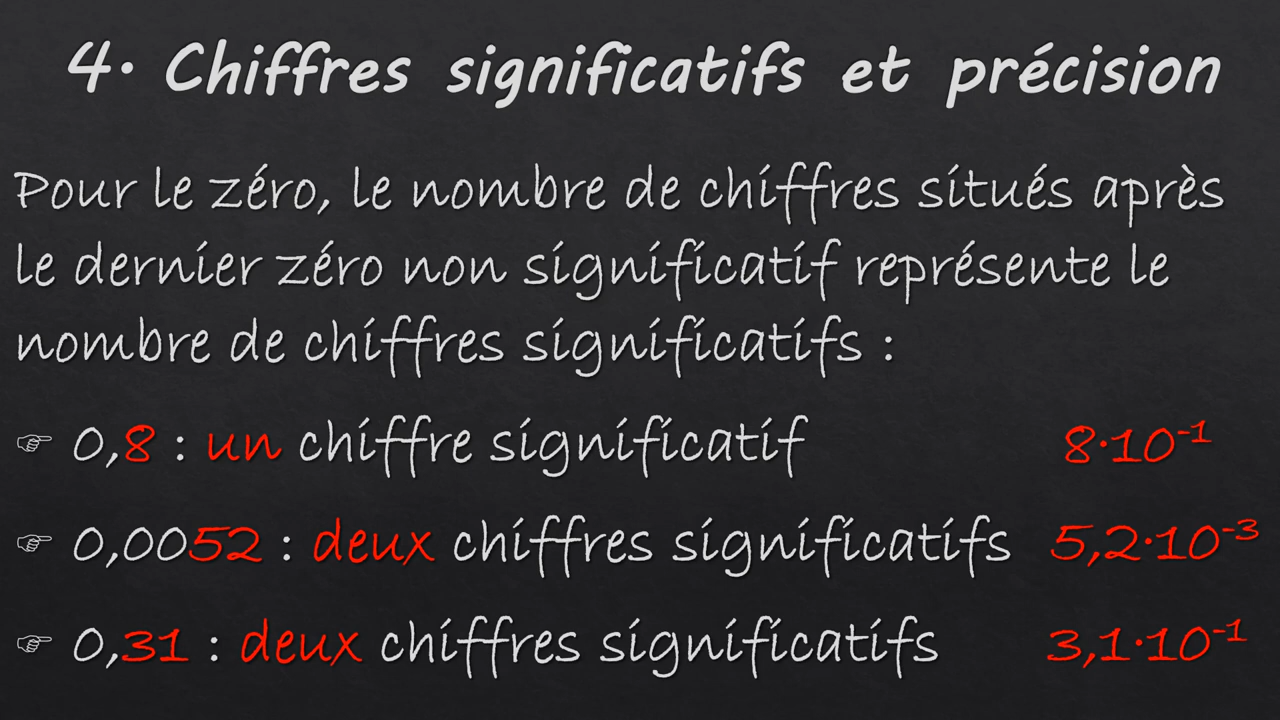 4. Chiffres significatifs et précision
Pour le zéro, le nombre de chiffres situés après
le dernier zéro non significatif représente le
nombre de chiffres significatifs :
☞ 0,8 : un chiffre significatif 8·10⁻¹
☞ 0,0052 : deux chiffres significatifs 5,2·10⁻³
☞ 0,31 : deux chiffres significatifs 3,1·10⁻¹